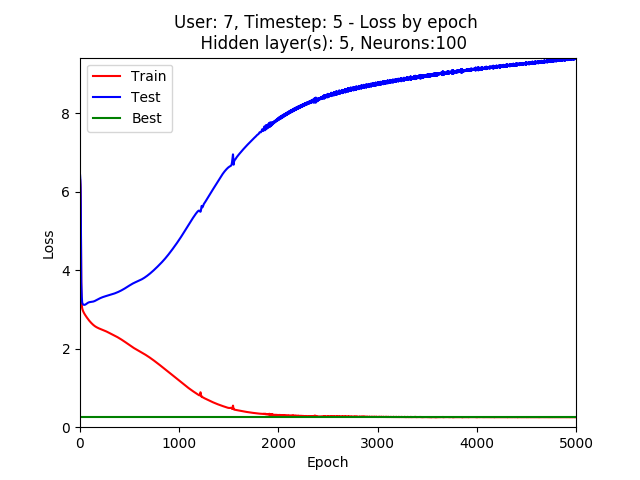 User: 7, Timestep: 5 - Loss by epoch
Hidden layer(s): 5, Neurons:100
Train
Test
Best
8
6
4
2
0
Loss
0 1000 2000 3000 4000 5000
Epoch